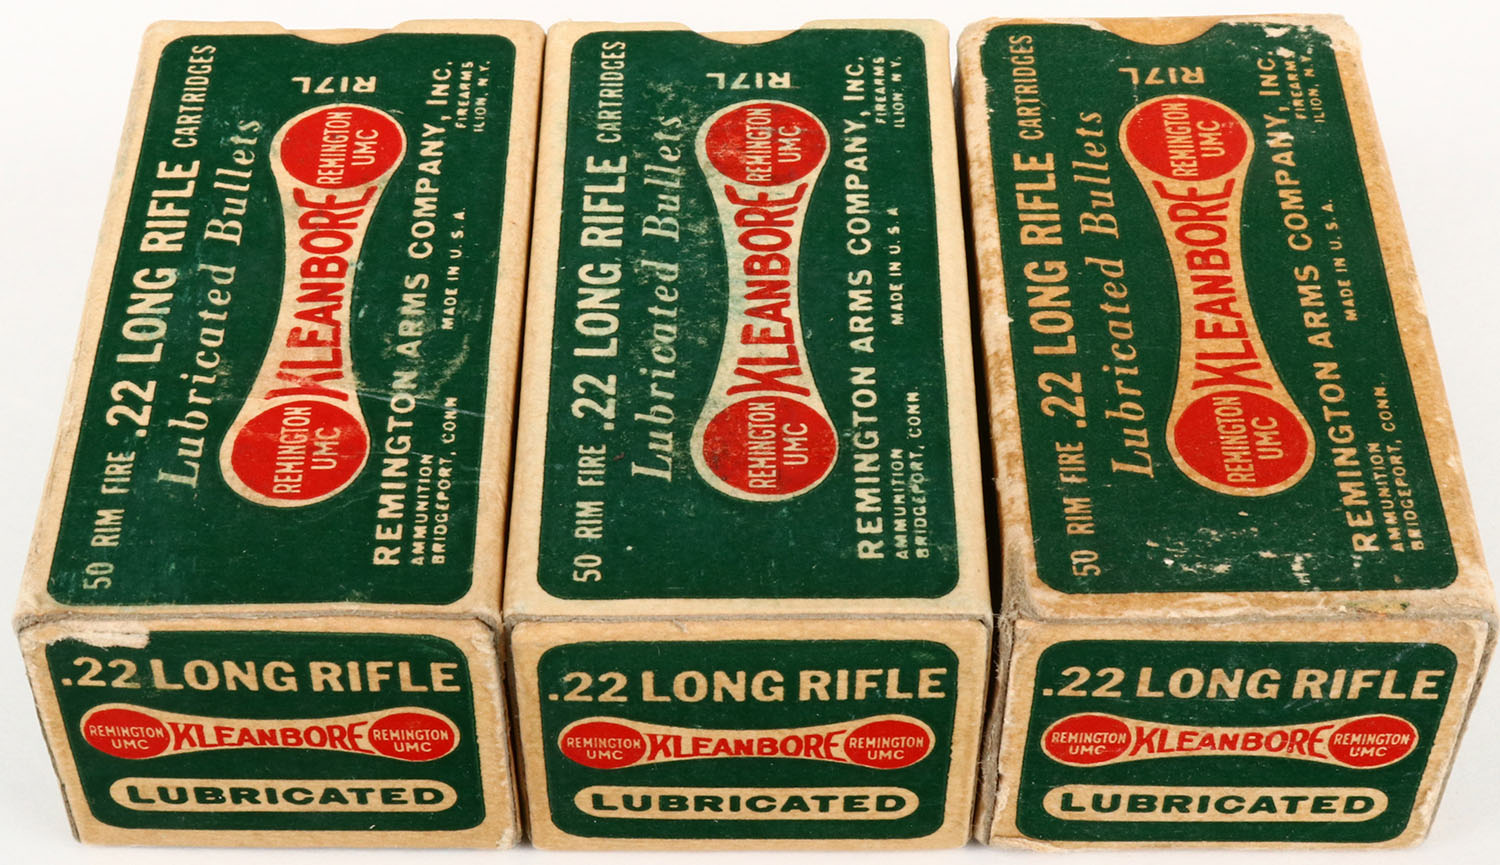 50 RIM FIRE .22 LONG RIFLE CARTRIDGES
Lubricated Bullets
R17L
REMINGTON
UMC
KLEANBORE
REMINGTON
UMC
REMINGTON ARMS COMPANY, INC.
AMMUNITION
BRIDGEPORT, CONN
MADE IN U.S.A.
FIREARMS
ILION, N.Y.
.22 LONG RIFLE
REMINGTON
UMC
KLEANBORE
REMINGTON
UMC
LUBRICATED
50 RIM FIRE .22 LONG RIFLE CARTRIDGES
Lubricated Bullets
R17L
REMINGTON
UMC
KLEANBORE
REMINGTON
UMC
REMINGTON ARMS COMPANY, INC.
AMMUNITION
BRIDGEPORT, CONN.
MADE IN U.S.A
FIREARMS
ILION, N.Y.
.22 LONG RIFLE
REMINGTON
UMC
KLEANBORE
REMINGTON
UMC
LUBRICATED
50 RIM FIRE .22 LONG RIFLE CARTRIDGES
Lubricated Bullets
R17L
REMINGTON
UMC
KLEANBORE
REMINGTON
UMC
REMINGTON ARMS COMPANY, INC.
AMMUNITION
BRIDGEPORT, CONN.
MADE IN U.S.A.
FIREARMS
ILION, N.Y.
.22 LONG RIFLE
REMINGTON
UMC
KLEANBORE
REMINGTON
UMC
LUBRICATED